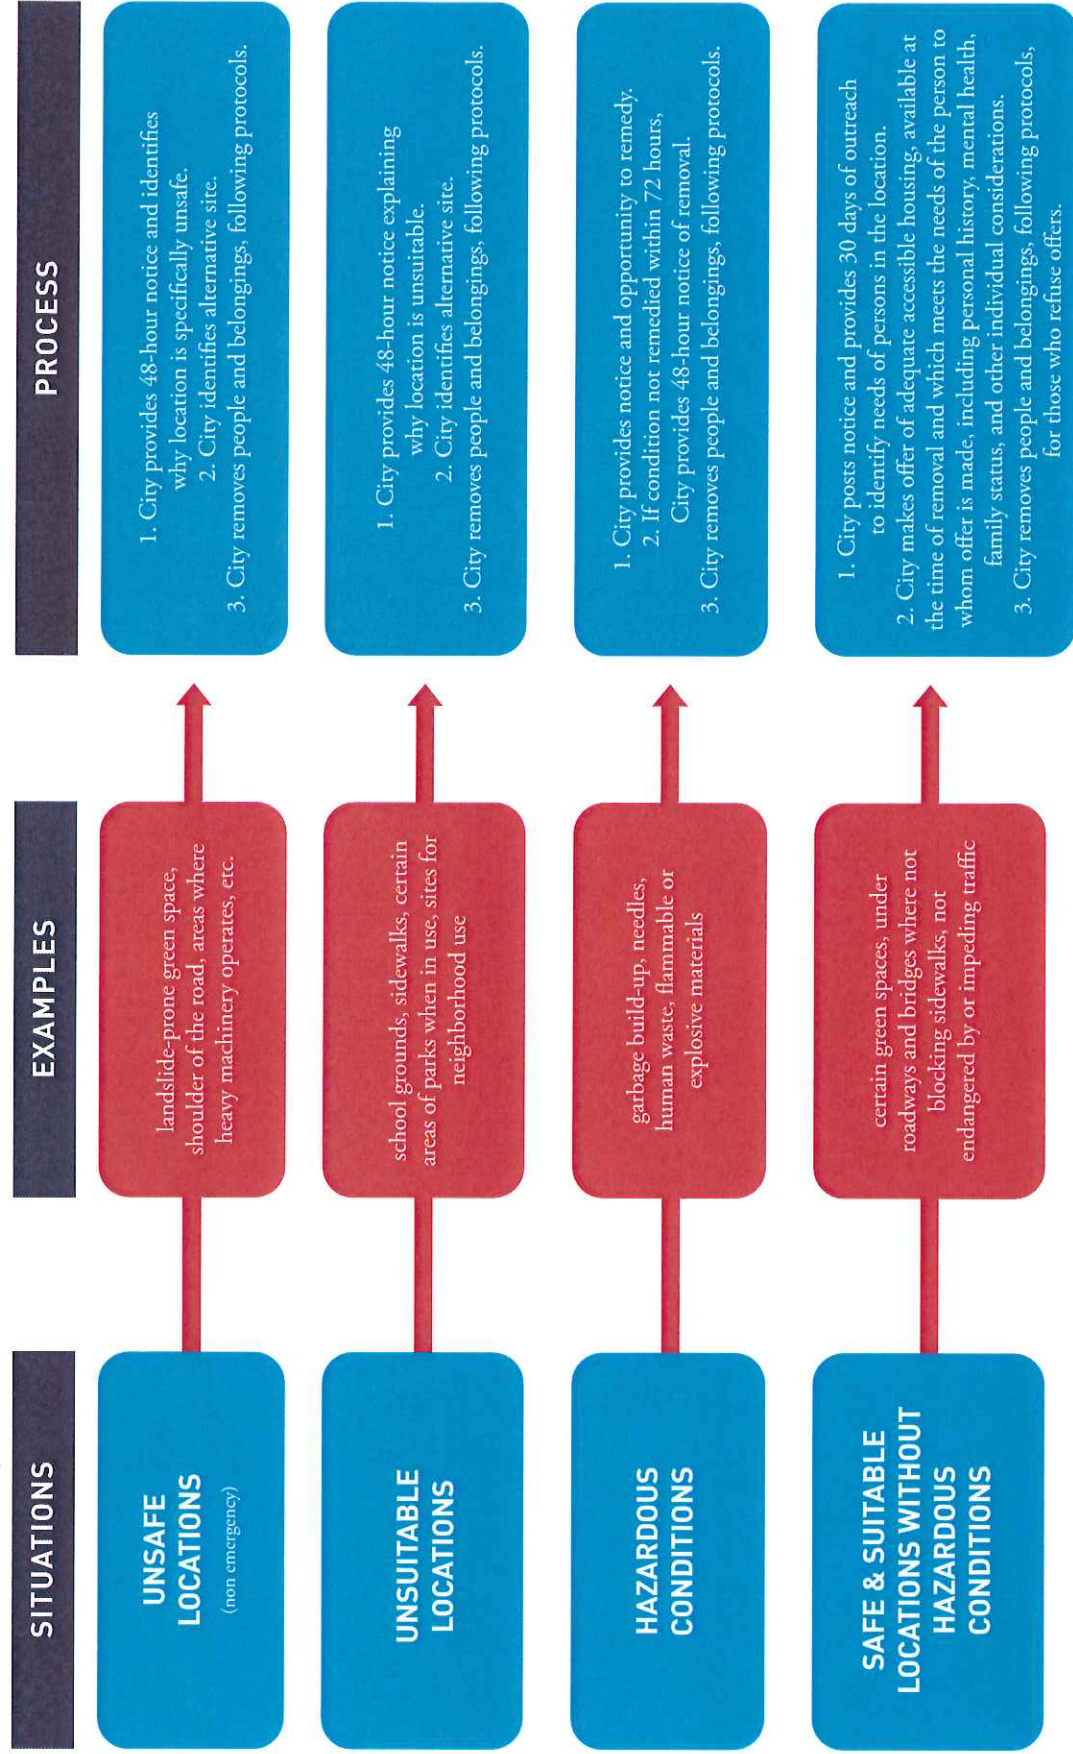 SITUATIONS
EXAMPLES
PROCESS
UNSAFE
LOCATIONS
(non emergency)
landslide-prone green space,
shoulder of the road, areas where
heavy machinery operates, etc.
1. City provides 48-hour notice and identifies
why location is specifically unsafe.
2. City identifies alternative site.
3. City removes people and belongings, following protocols.
UNSUITABLE
LOCATIONS
school grounds, sidewalks, certain
areas of parks when in use, sites for
neighborhood use
1. City provides 48-hour notice explaining
why location is unsuitable.
2. City identifies alternative site.
3. City removes people and belongings, following protocols.
HAZARDOUS
CONDITIONS
garbage build-up, needles,
human waste, flammable or
explosive materials
1. City provides notice and opportunity to remedy.
2. If condition not remedied within 72 hours,
City provides 48-hour notice of removal.
3. City removes people and belongings, following protocols.
SAFE & SUITABLE
LOCATIONS WITHOUT
HAZARDOUS
CONDITIONS
certain green spaces, under
roadways and bridges where not
blocking sidewalks, not
endangered by or impeding traffic
1. City posts notice and provides 30 days of outreach
to identify needs of persons in the location.
2. City makes offer of adequate accessible housing, available at
the time of removal and which meets the needs of the person to
whom offer is made, including personal history, mental health,
family status, and other individual considerations.
3. City removes people and belongings, following protocols,
for those who refuse offers.